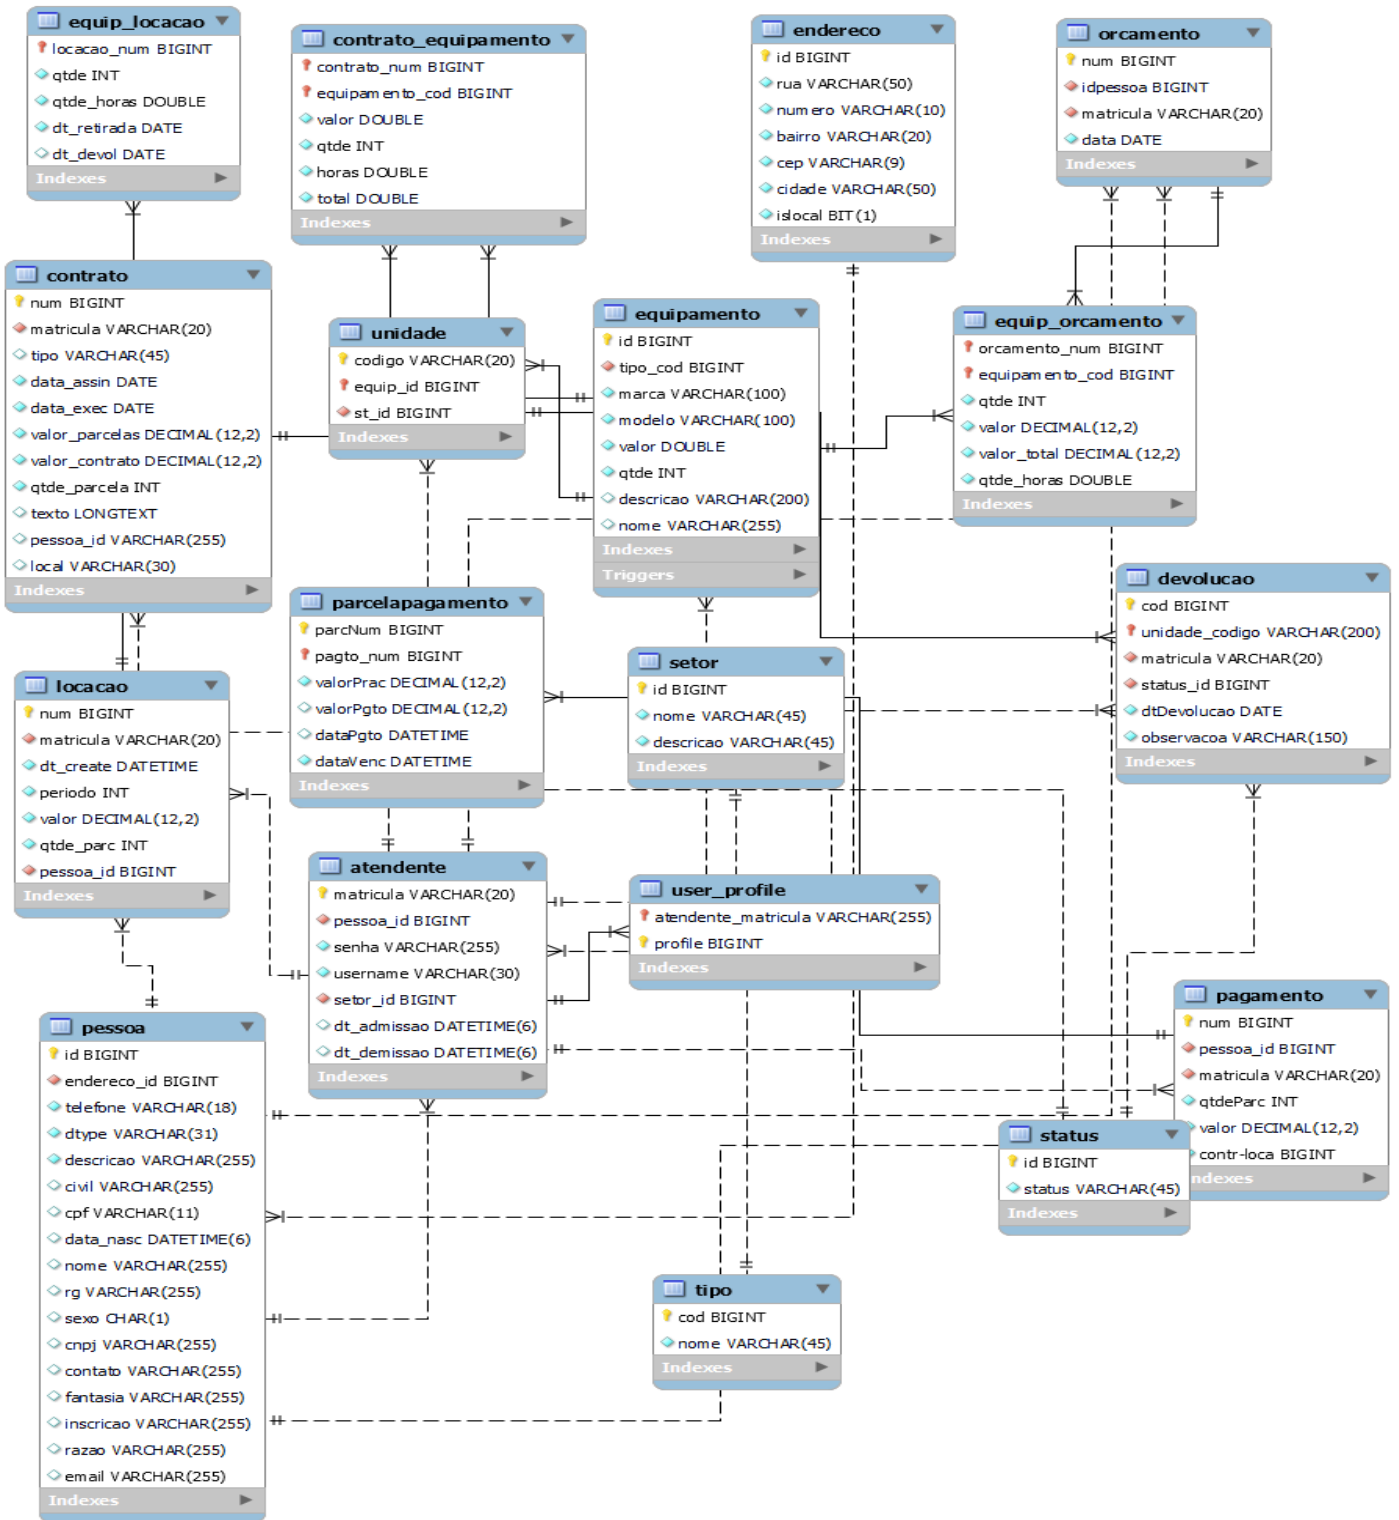 equip_locacao
locacao_num BIGINT
qtde INT
qtde_horas DOUBLE
dt_retirada DATE
dt_devol DATE
Indexes
contrato_equipamento
contrato_num BIGINT
equipamento_cod BIGINT
valor DOUBLE
qtde INT
horas DOUBLE
total DOUBLE
Indexes
endereco
id BIGINT
rua VARCHAR(50)
numero VARCHAR(10)
bairro VARCHAR(20)
cep VARCHAR(9)
cidade VARCHAR(50)
islocal BIT(1)
Indexes
orcamento
num BIGINT
idpessoa BIGINT
matricula VARCHAR(20)
data DATE
Indexes
contrato
num BIGINT
matricula VARCHAR(20)
tipo VARCHAR(45)
data_assin DATE
data_exec DATE
valor_parcelas DECIMAL(12,2)
valor_contrato DECIMAL(12,2)
qtde_parcela INT
texto LONGTEXT
pessoa_id VARCHAR(255)
local VARCHAR(30)
Indexes
unidade
codigo VARCHAR(20)
equip_id BIGINT
st_id BIGINT
Indexes
equipamento
id BIGINT
tipo_cod BIGINT
marca VARCHAR(100)
modelo VARCHAR(100)
valor DOUBLE
qtde INT
descricao VARCHAR(200)
nome VARCHAR(255)
Indexes
Triggers
equip_orcamento
orcamento_num BIGINT
equipamento_cod BIGINT
qtde INT
valor DECIMAL(12,2)
valor_total DECIMAL(12,2)
qtde_horas DOUBLE
Indexes
parcelapagamento
parcNum BIGINT
pagto_num BIGINT
valorPrac DECIMAL(12,2)
valorPgto DECIMAL(12,2)
dataPgto DATETIME
dataVenc DATETIME
Indexes
setor
id BIGINT
nome VARCHAR(45)
descricao VARCHAR(45)
Indexes
devolucao
cod BIGINT
unidade_codigo VARCHAR(200)
matricula VARCHAR(20)
status_id BIGINT
dtDevolucao DATE
observacoa VARCHAR(150)
Indexes
locacao
num BIGINT
matricula VARCHAR(20)
dt_create DATETIME
periodo INT
valor DECIMAL(12,2)
qtde_parc INT
pessoa_id BIGINT
Indexes
atendente
matricula VARCHAR(20)
pessoa_id BIGINT
senha VARCHAR(255)
username VARCHAR(30)
setor_id BIGINT
dt_admissao DATETIME(6)
dt_demissao DATETIME(6)
Indexes
user_profile
atendente_matricula VARCHAR(255)
profile BIGINT
Indexes
pagamento
num BIGINT
pessoa_id BIGINT
matricula VARCHAR(20)
qtdeParc INT
valor DECIMAL(12,2)
contr-loca BIGINT
ndexes
pessoa
id BIGINT
endereco_id BIGINT
telefone VARCHAR(18)
dtype VARCHAR(31)
descricao VARCHAR(255)
civil VARCHAR(255)
cpf VARCHAR(11)
data_nasc DATETIME(6)
nome VARCHAR(255)
rg VARCHAR(255)
sexo CHAR(1)
cnpj VARCHAR(255)
contato VARCHAR(255)
fantasia VARCHAR(255)
inscricao VARCHAR(255)
razao VARCHAR(255)
email VARCHAR(255)
Indexes
status
id BIGINT
status VARCHAR(45)
Indexes
tipo
cod BIGINT
nome VARCHAR(45)
Indexes